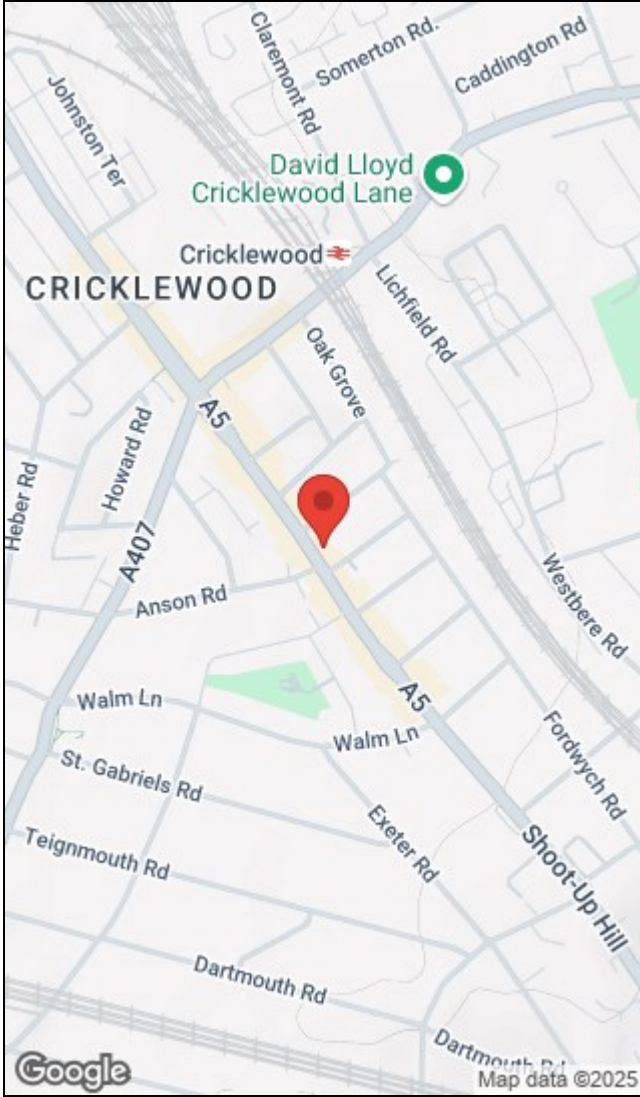 Claremont Rd
Somerton Rd.
Caddington Rd
Johnston Ter
David Lloyd
Cricklewood Lane
Cricklewood
CRICKLEWOOD
Lichfield Rd
Oak Grove
A5
Howard Rd
Heber Rd
A407
Anson Rd
Westbere Rd
A5
Walm Ln
Walm Ln
Fordwych Rd
St. Gabriels Rd
Exeter Rd
Shoot-Up Hill
Teignmouth Rd
Dartmouth Rd
Dartmouth Rd
Google
Map data ©2025